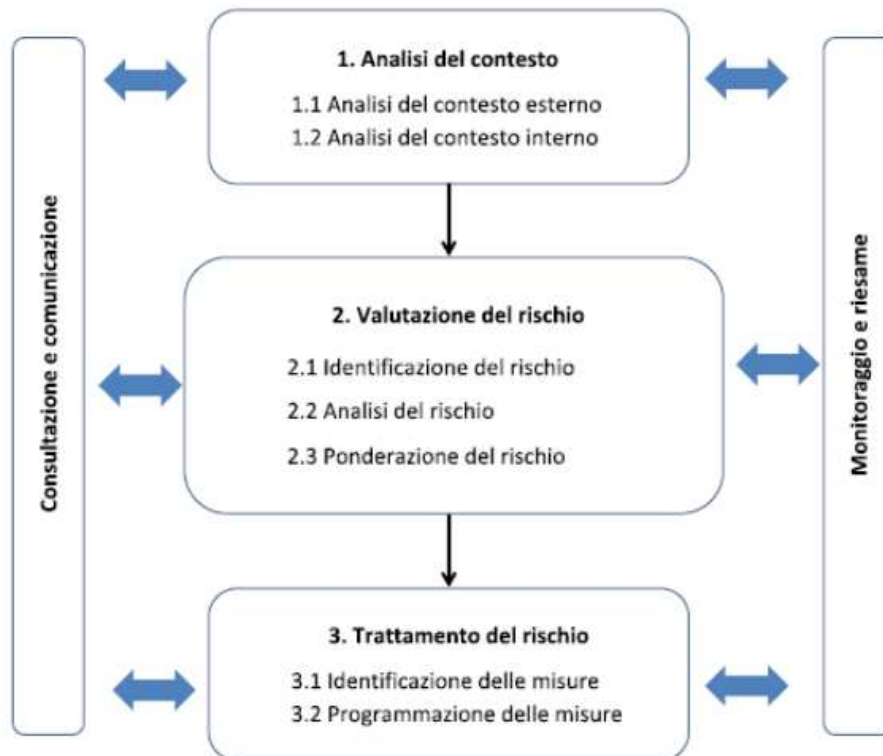 Consultazione e comunicazione
1. Analisi del contesto
1.1 Analisi del contesto esterno
1.2 Analisi del contesto interno
2. Valutazione del rischio
2.1 Identificazione del rischio
2.2 Analisi del rischio
2.3 Ponderazione del rischio
3. Trattamento del rischio
3.1 Identificazione delle misure
3.2 Programmazione delle misure
Monitoraggio e riesame